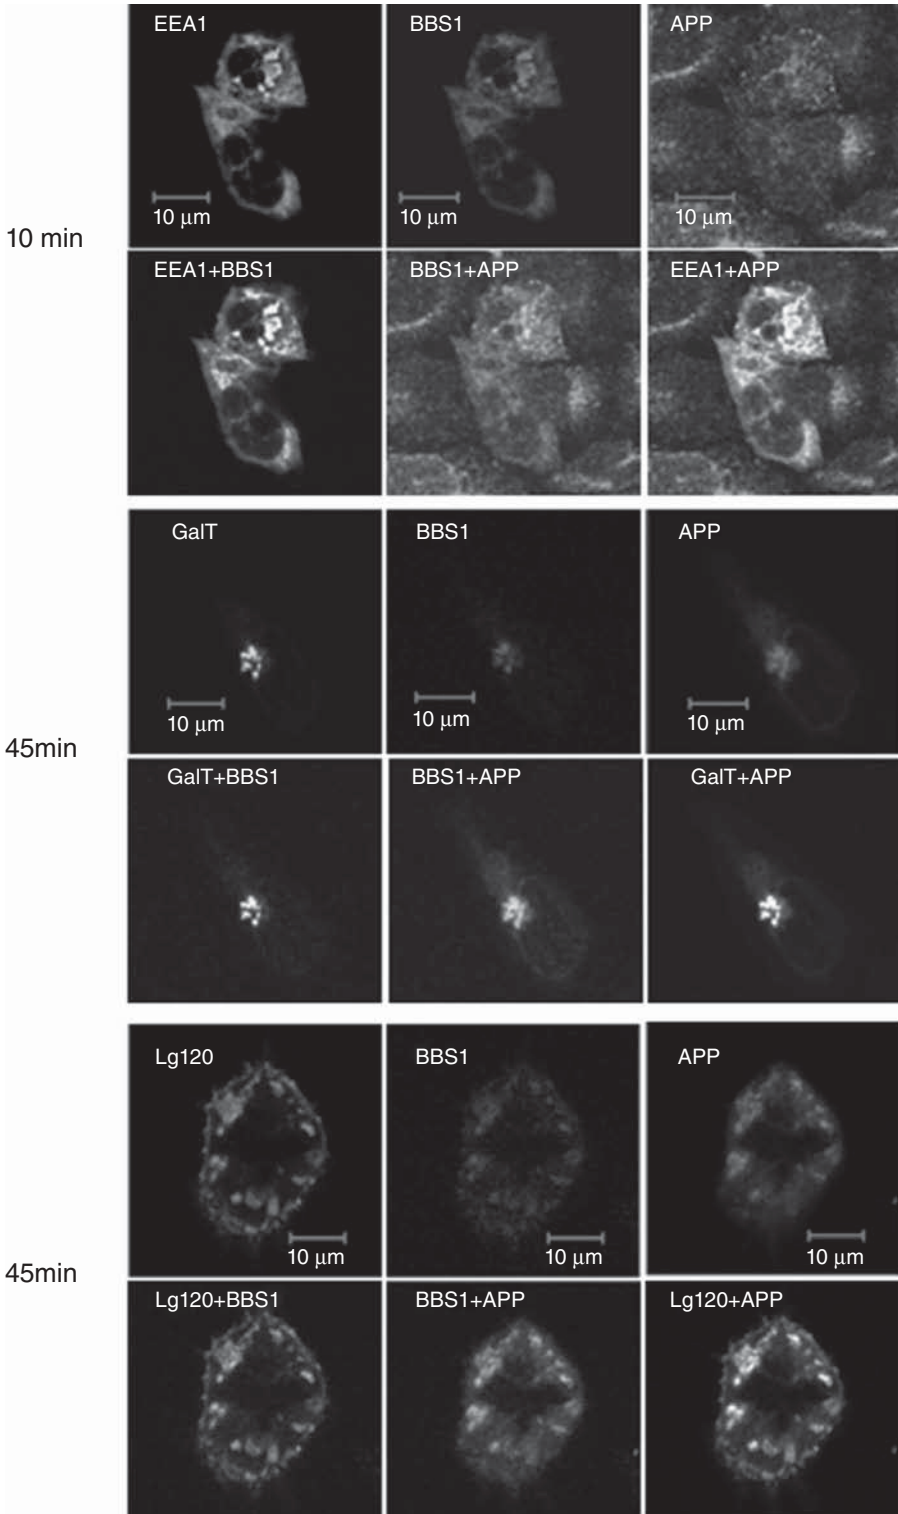 EEA1
BBS1
APP
10 μm
10 μm
10 μm
10 min
EEA1+BBS1
BBS1+APP
EEA1+APP
GalT
BBS1
APP
10 μm
10 μm
10 μm
45min
GalT+BBS1
BBS1+APP
GalT+APP
Lg120
BBS1
APP
10 μm
10 μm
10 μm
45min
Lg120+BBS1
BBS1+APP
Lg120+APP